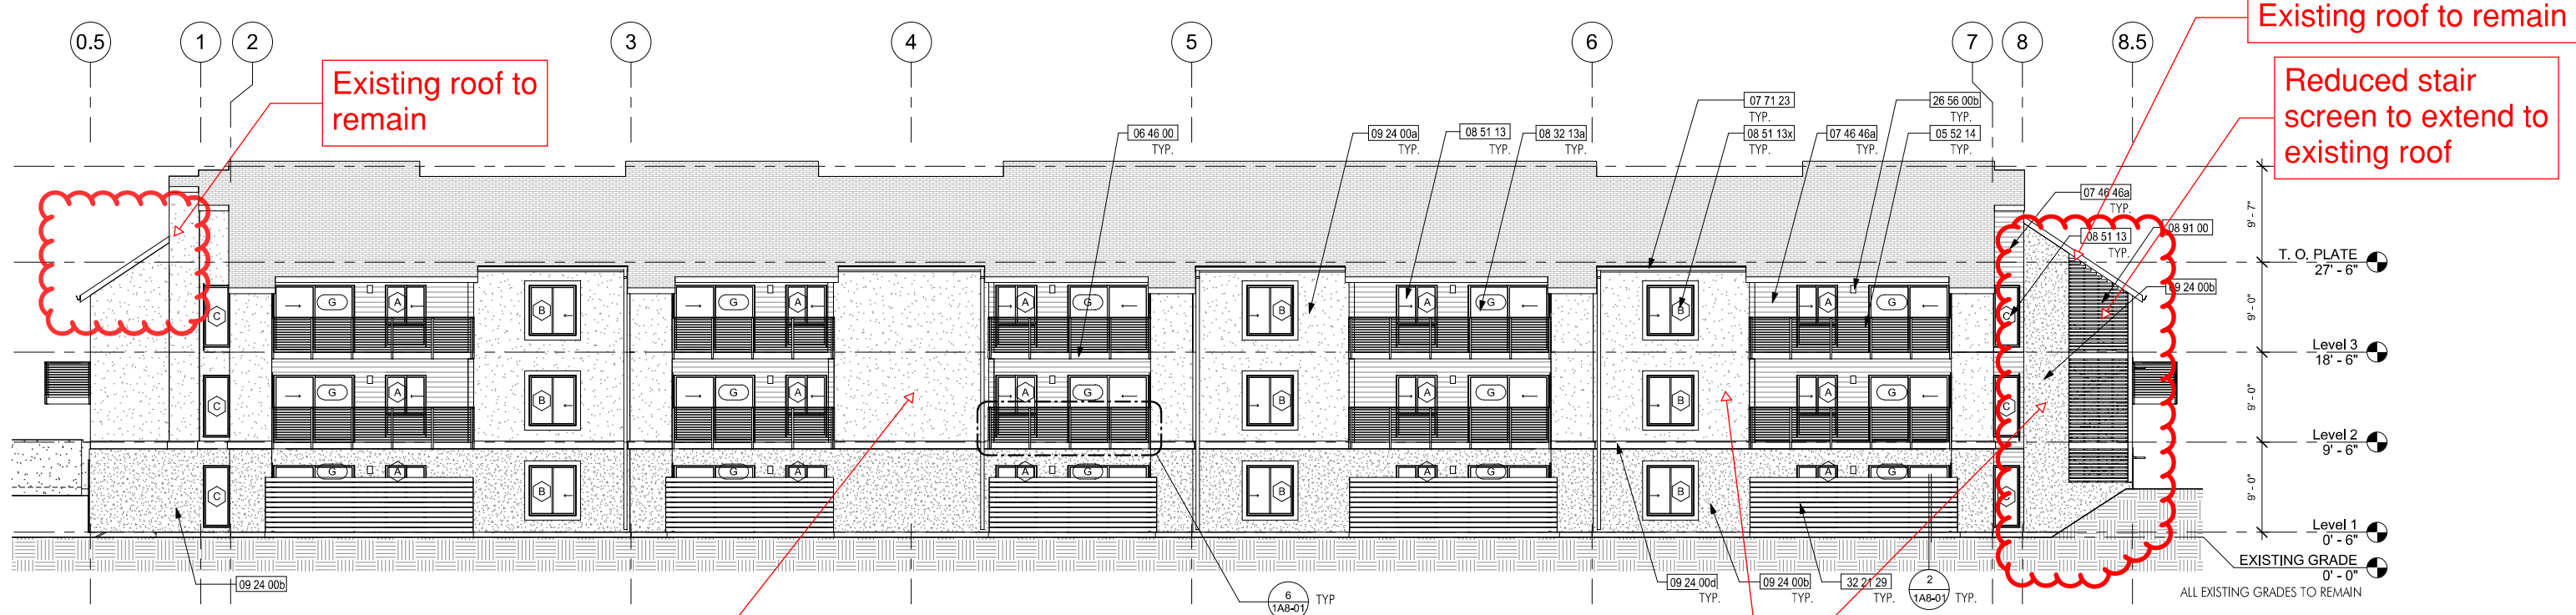 Existing roof to remain
0.5
1
2
3
4
5
6
7
8
8.5
Existing roof to
remain
Reduced stair
screen to extend to
existing roof
06 46 00
TYP.
09 24 00a
TYP.
08 51 13
TYP.
08 32 13a
TYP.
07 71 23
TYP.
08 51 13x
TYP.
26 56 00b
TYP.
07 46 46a
TYP.
05 52 14
TYP.
07 46 46a
TYP.
08 51 13
TYP.
08 91 00
09 24 00b
9' - 7"
T. O. PLATE
27' - 6"
9' - 0"
Level 3
18' - 6"
9' - 0"
Level 2
9' - 6"
9' - 0"
Level 1
0' - 6"
EXISTING GRADE
0' - 0"
ALL EXISTING GRADES TO REMAIN
C G A B G A A G B A G B A G C
C G A B G A A G B A G B A G C
C G A B G A A G B A G B A G C
09 24 00b
6
1A8-01
TYP
09 24 00d
TYP.
09 24 00b
TYP.
32 21 29
TYP.
2
1A8-01
TYP.